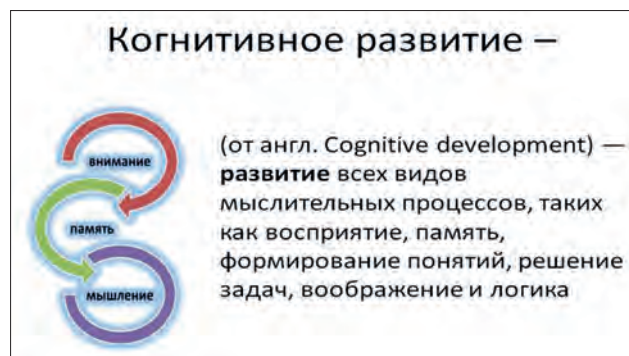 Когнитивное развитие –
внимание
память
мышление
(от англ. Cognitive development) —
развитие всех видов
мыслительных процессов, таких
как восприятие, память,
формирование понятий, решение
задач, воображение и логика